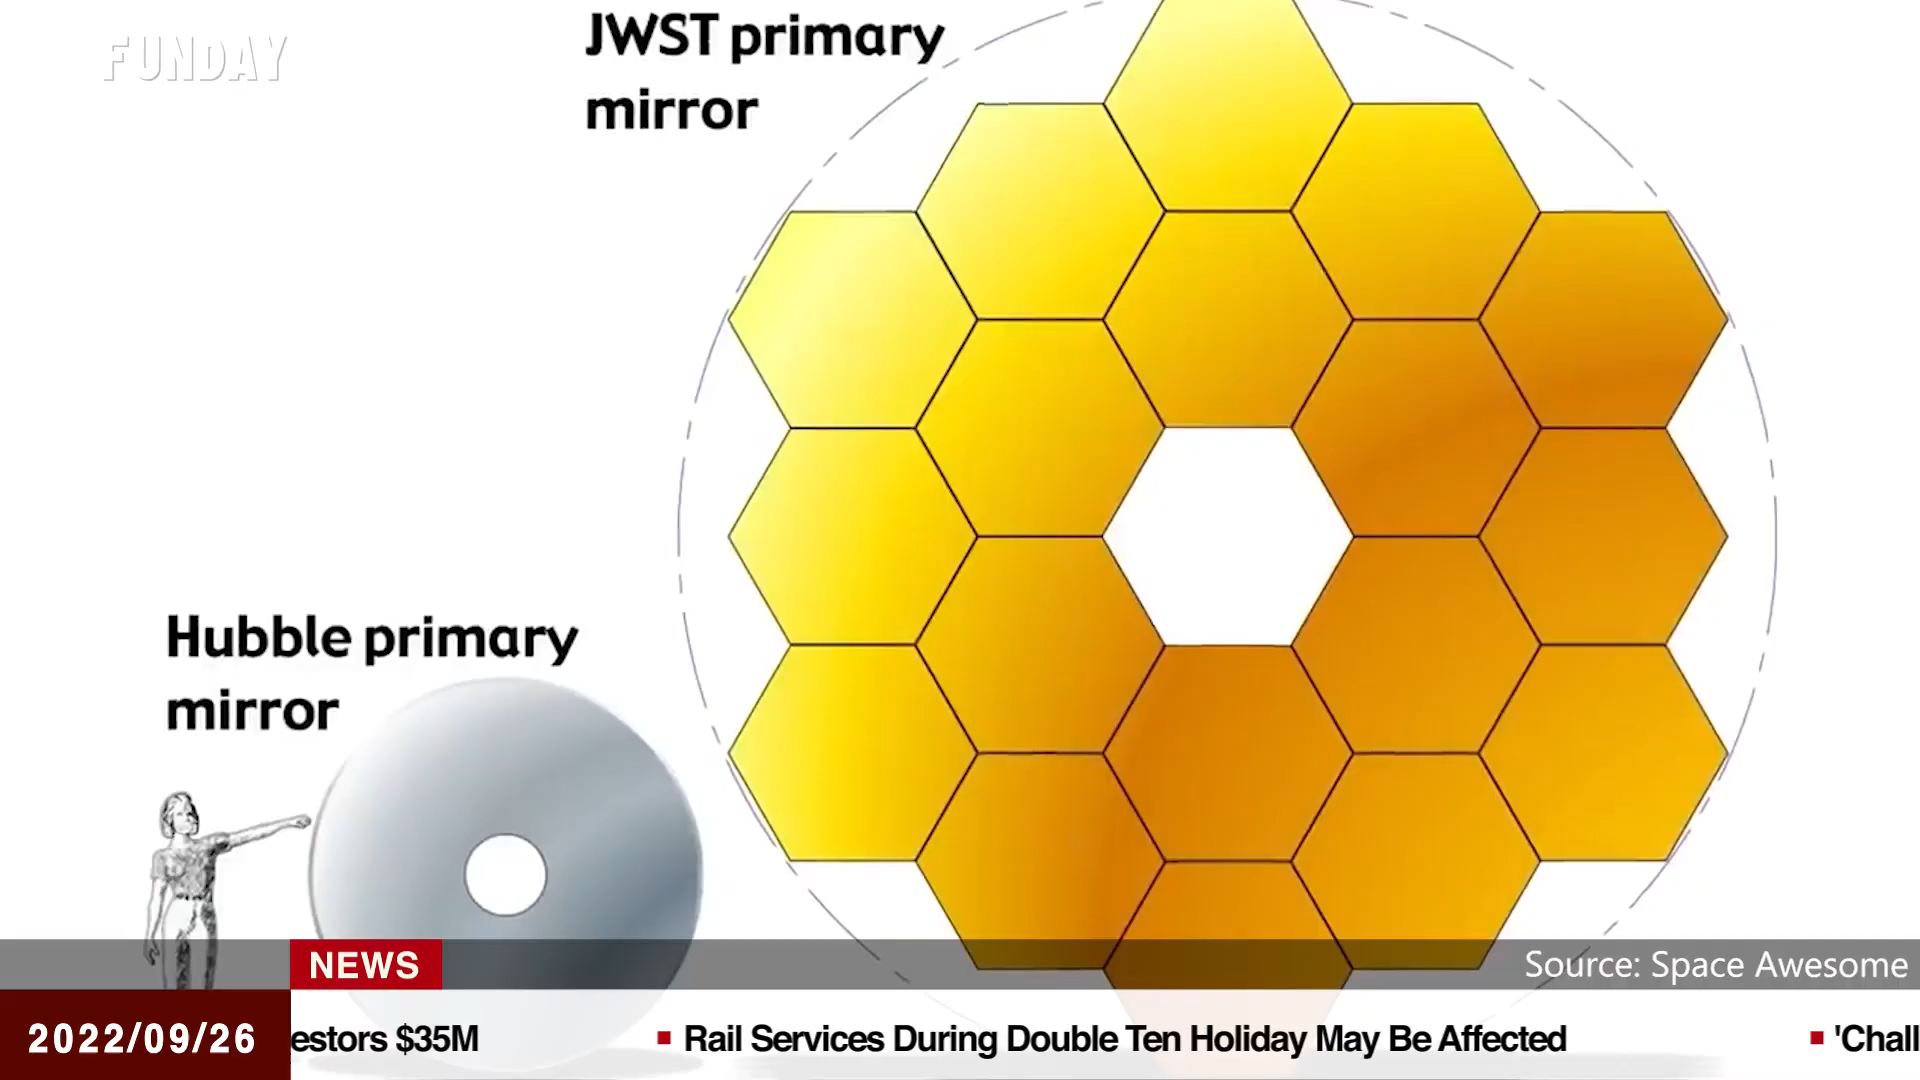 FUNDAY
JWST primary
mirror
Hubble primary
mirror
NEWS
Source: Space Awesome
2022/09/26
estors $35M
Rail Services During Double Ten Holiday May Be Affected
'Chall